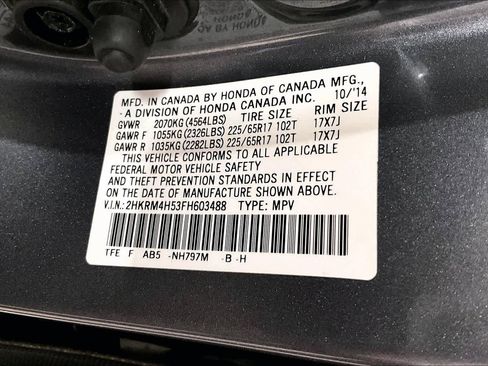 MFD. IN CANADA BY HONDA OF CANADA MFG.,
- A DIVISION OF HONDA CANADA INC. 10/'14
GVWR 2070KG (4564LBS) TIRE SIZE RIM SIZE
GAWR F 1055KG (2326LBS) 225/65R17 102T 17X7J
GAWR R 1035KG (2282LBS) 225/65R17 102T 17X7J
THIS VEHICLE CONFORMS TO ALL APPLICABLE
FEDERAL MOTOR VEHICLE SAFETY
AND THEFT PREVENTION STANDARDS IN EFFECT
ON THE DATE OF MANUFACTURE SHOWN ABOVE.
V.I.N.: 2HKRM4H53FH603488 TYPE: MPV
TFE F AB5 -NH797M -B -H